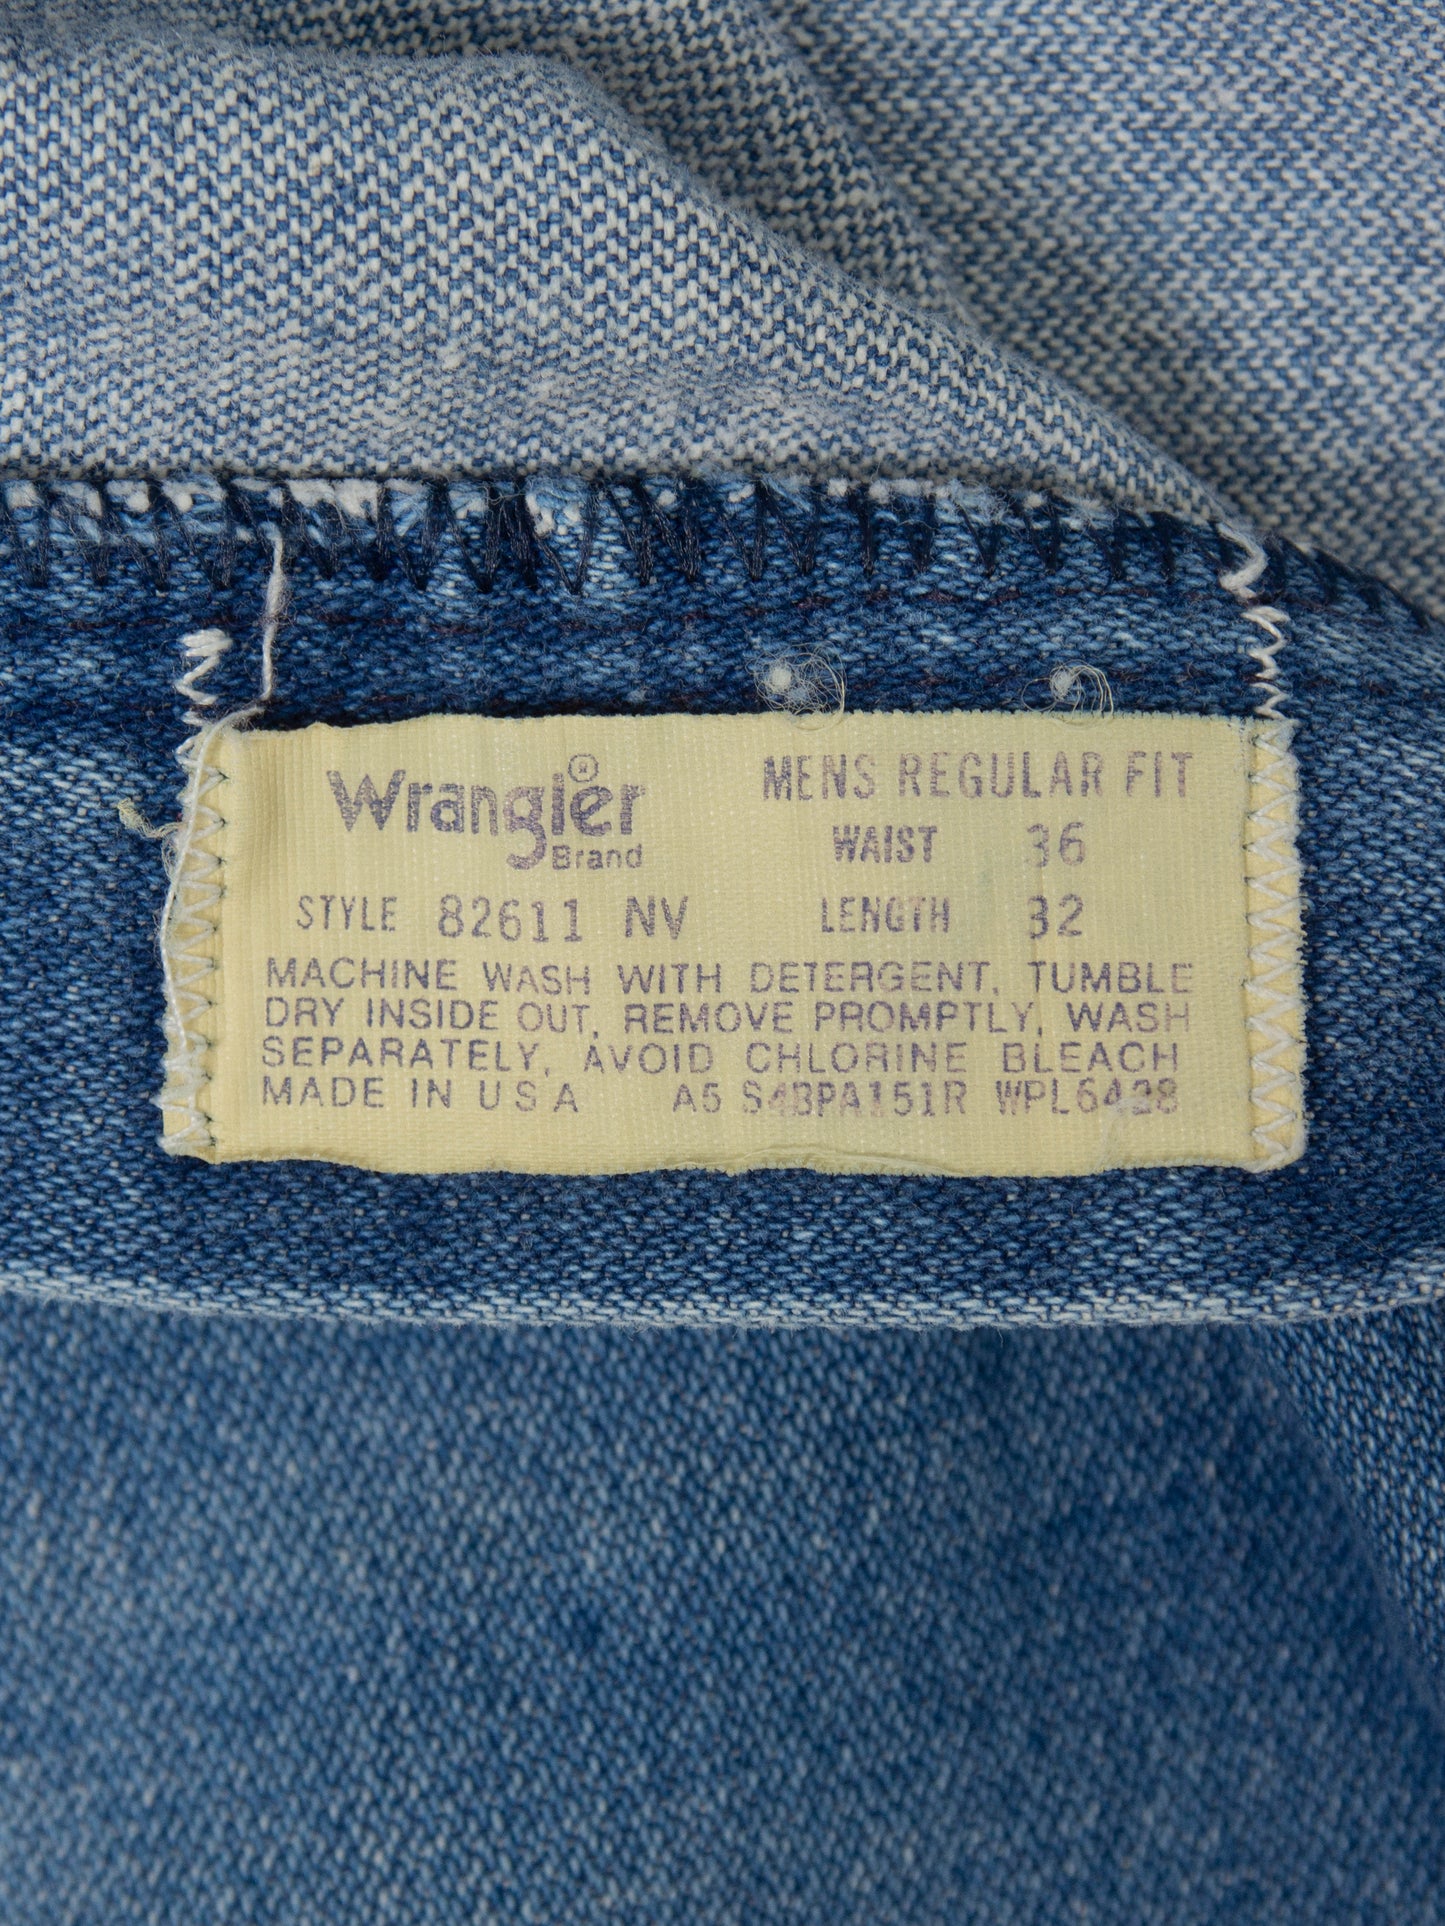 Wrangler®
Brand
MENS REGULAR FIT
WAIST 36
STYLE 82611 NV
LENGTH 32
MACHINE WASH WITH DETERGENT, TUMBLE
DRY INSIDE OUT, REMOVE PROMPTLY, WASH
SEPARATELY, AVOID CHLORINE BLEACH
MADE IN U S A A5 S4BPA151R WPL6428